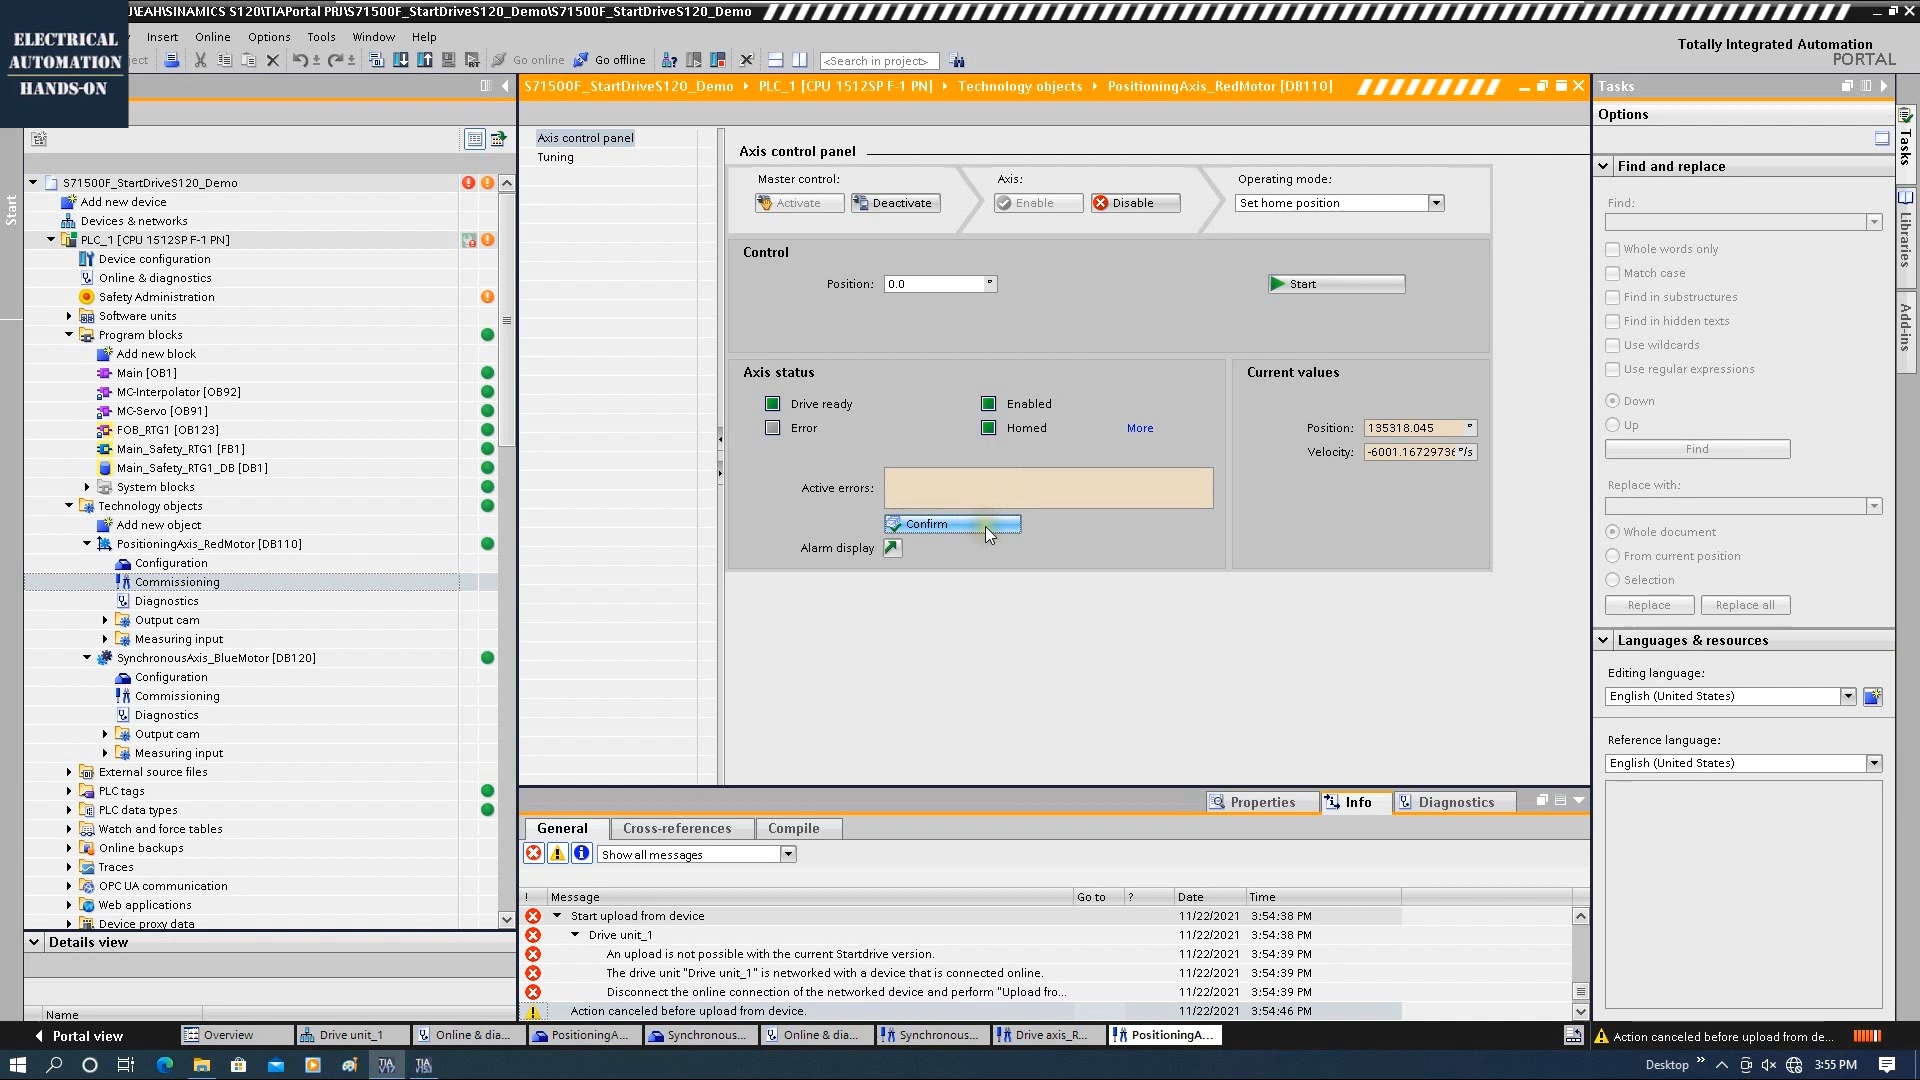 J\EAH\SINAMICS S120\TIAPortal PRJ\S71500F_StartDriveS120_Demo\S71500F_StartDriveS120_Demo
ELECTRICAL
AUTOMATION
HANDS-ON
Insert Online Options Tools Window Help
Go online Go offline <Search in project>
Totally Integrated Automation
PORTAL
S71500F_StartDriveS120_Demo PLC_1 [CPU 1512SP F-1 PN] Technology objects PositioningAxis_RedMotor [DB110]
Start
S71500F_StartDriveS120_Demo
Add new device
Devices & networks
PLC_1 [CPU 1512SP F-1 PN]
Device configuration
Online & diagnostics
Safety Administration
Software units
Program blocks
Add new block
Main [OB1]
MC-Interpolator [OB92]
MC-Servo [OB91]
FOB_RTG1 [OB123]
Main_Safety_RTG1 [FB1]
Main_Safety_RTG1_DB [DB1]
System blocks
Technology objects
Add new object
PositioningAxis_RedMotor [DB110]
Configuration
Commissioning
Diagnostics
Output cam
Measuring input
SynchronousAxis_BlueMotor [DB120]
Configuration
Commissioning
Diagnostics
Output cam
Measuring input
External source files
PLC tags
PLC data types
Watch and force tables
Online backups
Traces
OPC UA communication
Web applications
Device proxy data
Details view
Name
Axis control panel
Tuning
Axis control panel
Master control: Axis: Operating mode:
Activate Deactivate Enable Disable Set home position
Control
Position: 0.0 ° Start
Axis status
Drive ready Enabled
Error Homed More
Active errors:
Confirm
Alarm display
Current values
Position: 135318.045 °
Velocity: -6001.1672973 °/s
Properties Info Diagnostics
General Cross-references Compile
Show all messages
! Message Go to ? Date Time
Start upload from device 11/22/2021 3:54:38 PM
Drive unit_1 11/22/2021 3:54:38 PM
An upload is not possible with the current Startdrive version. 11/22/2021 3:54:39 PM
The drive unit "Drive unit_1" is networked with a device that is connected online. 11/22/2021 3:54:39 PM
Disconnect the online connection of the networked device and perform "Upload fro... 11/22/2021 3:54:39 PM
Action canceled before upload from device. 11/22/2021 3:54:46 PM
Tasks
Options
Find and replace
Find:
Whole words only
Match case
Find in substructures
Find in hidden texts
Use wildcards
Use regular expressions
Down
Up
Find
Replace with:
Whole document
From current position
Selection
Replace Replace all
Languages & resources
Editing language:
English (United States)
Reference language:
English (United States)
Tasks
Libraries
Add-ins
Portal view Overview Drive unit_1 Online & dia... PositioningA... Synchronous... Online & dia... Synchronous... Drive axis_R... PositioningA... Action canceled before upload from de...
Desktop 3:55 PM